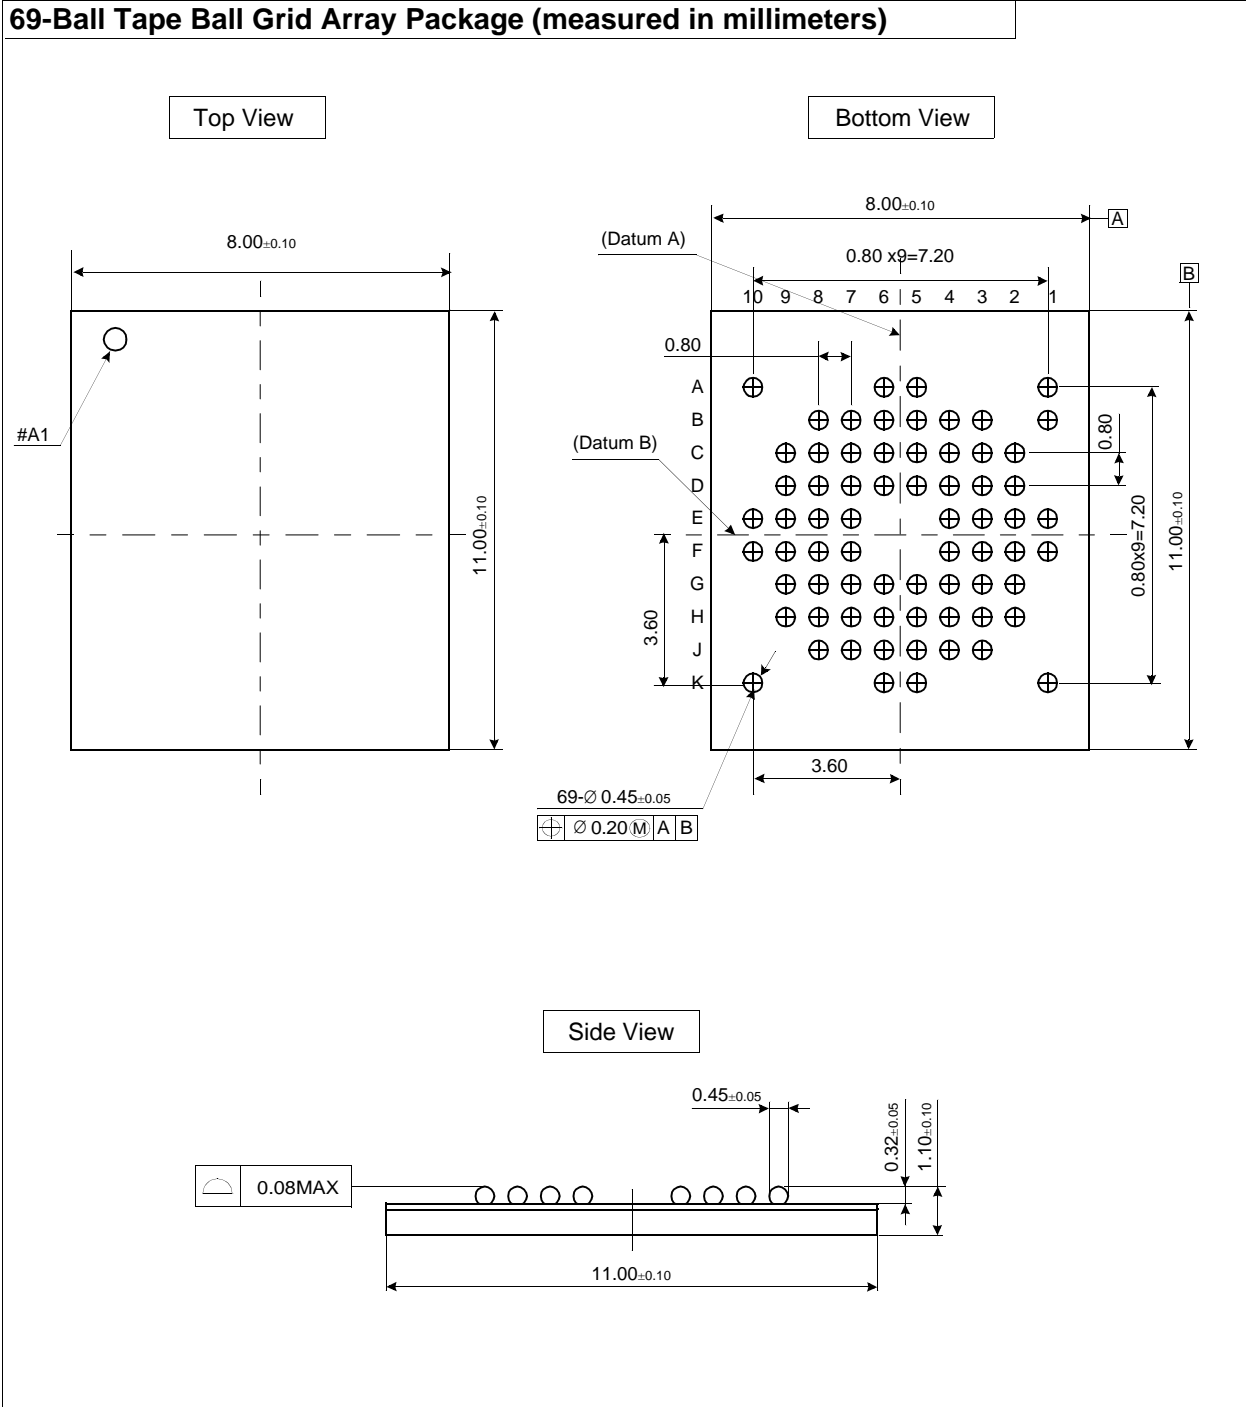 69-Ball Tape Ball Grid Array Package (measured in millimeters)
Top View
Bottom View
8.00±0.10
#A1
11.00±0.10
8.00±0.10
A
(Datum A)
0.80 x9=7.20
B
10 9 8 7 6 5 4 3 2 1
0.80
A
B
(Datum B)
C
D
E
F
G
H
J
K
0.80
0.80x9=7.20
11.00±0.10
3.60
3.60
69-∅ 0.45±0.05
⌖ ∅ 0.20 Ⓜ A B
Side View
0.45±0.05
0.32±0.05
1.10±0.10
0.08MAX
11.00±0.10